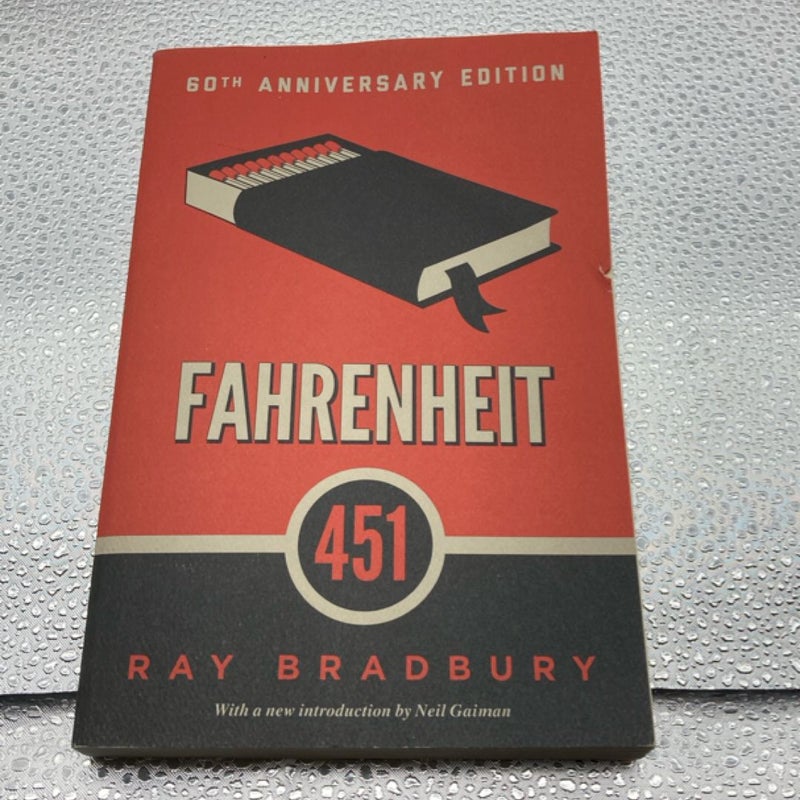 60TH ANNIVERSARY EDITION
FAHRENHEIT
451
RAY BRADBURY
With a new introduction by Neil Gaiman